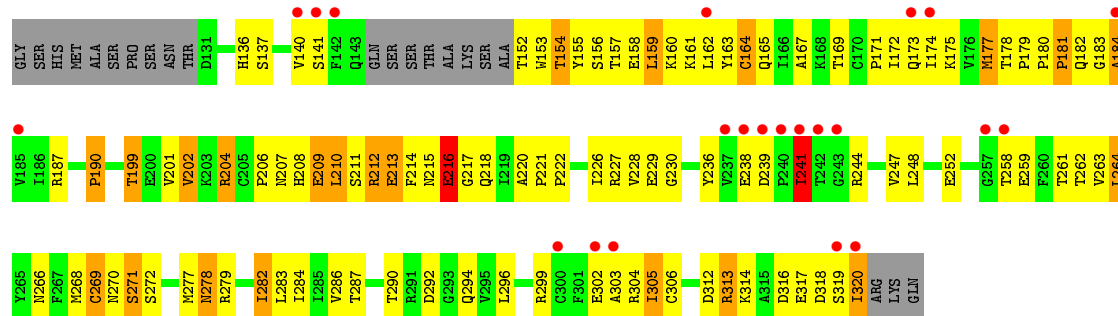 GLY SER HIS MET ALA SER PRO SER ASN THR D131 H136 S137 V140 S141 F142 Q143 GLN SER SER THR ALA LYS SER ALA T152 W153 T154 Y155 S156 T157 E158 L159 K160 K161 L162 Y163 C164 Q165 I166 A167 K168 T169 C170 P171 I172 Q173 I174 K175 V176 M177 T178 P179 P180 P181 Q182 G183 A184
V185 I186 R187 P190 T199 E200 V201 V202 K203 R204 C205 P206 N207 H208 E209 L210 S211 R212 E213 F214 N215 E216 G217 Q218 I219 A220 P221 P222 I226 R227 V228 E229 G230 Y236 V237 E238 D239 P240 I241 T242 G243 R244 V247 L248 E252 G257 T258 E259 F260 T261 T262 V263 L264
Y265 N266 F267 M268 C269 N270 S271 S272 M277 N278 R279 I282 L283 I284 I285 V286 T287 T290 R291 D292 G293 Q294 V295 L296 R299 C300 F301 E302 A303 R304 I305 C306 D312 R313 K314 A315 D316 E317 D318 S319 I320 ARG LYS GLN